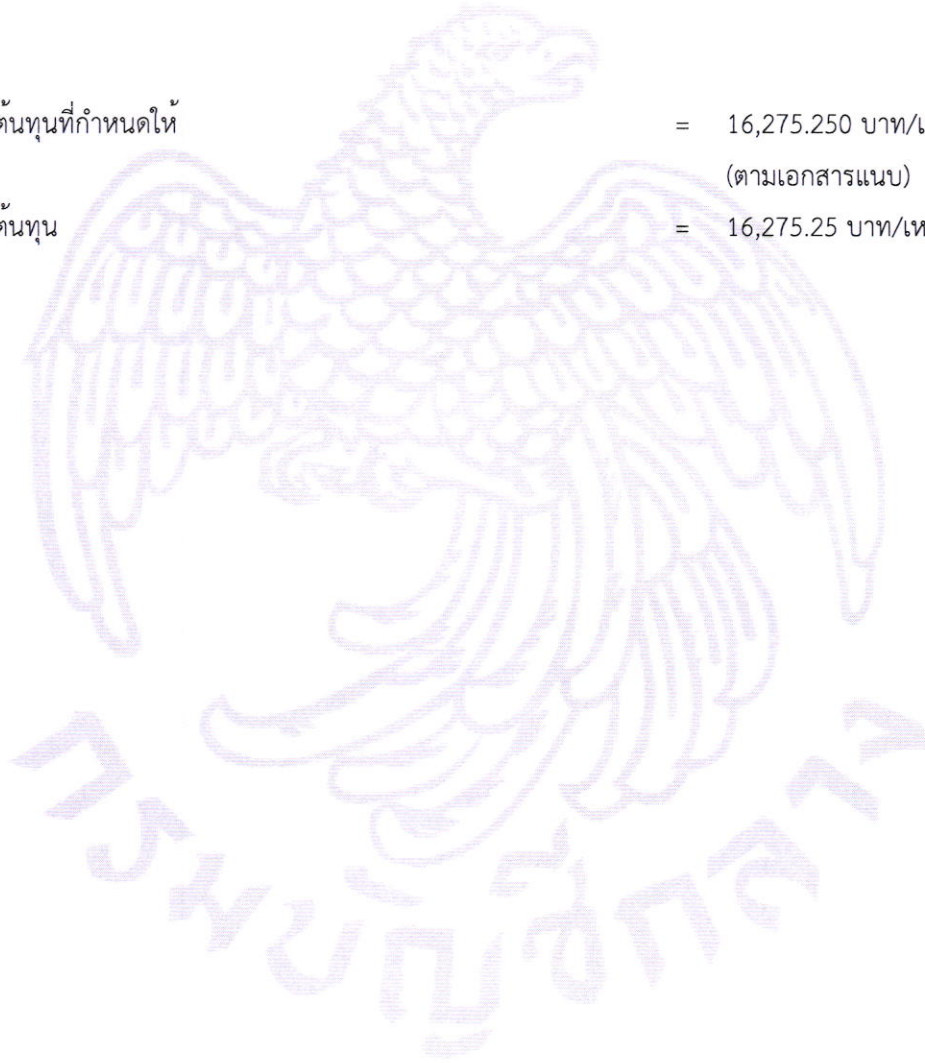 ต้นทุนที่กำหนดให้ = 16,275.250 บาท/เ
(ตามเอกสารแนบ)
ต้นทุน = 16,275.25 บาท/เห
กรมบัญชีกลาง